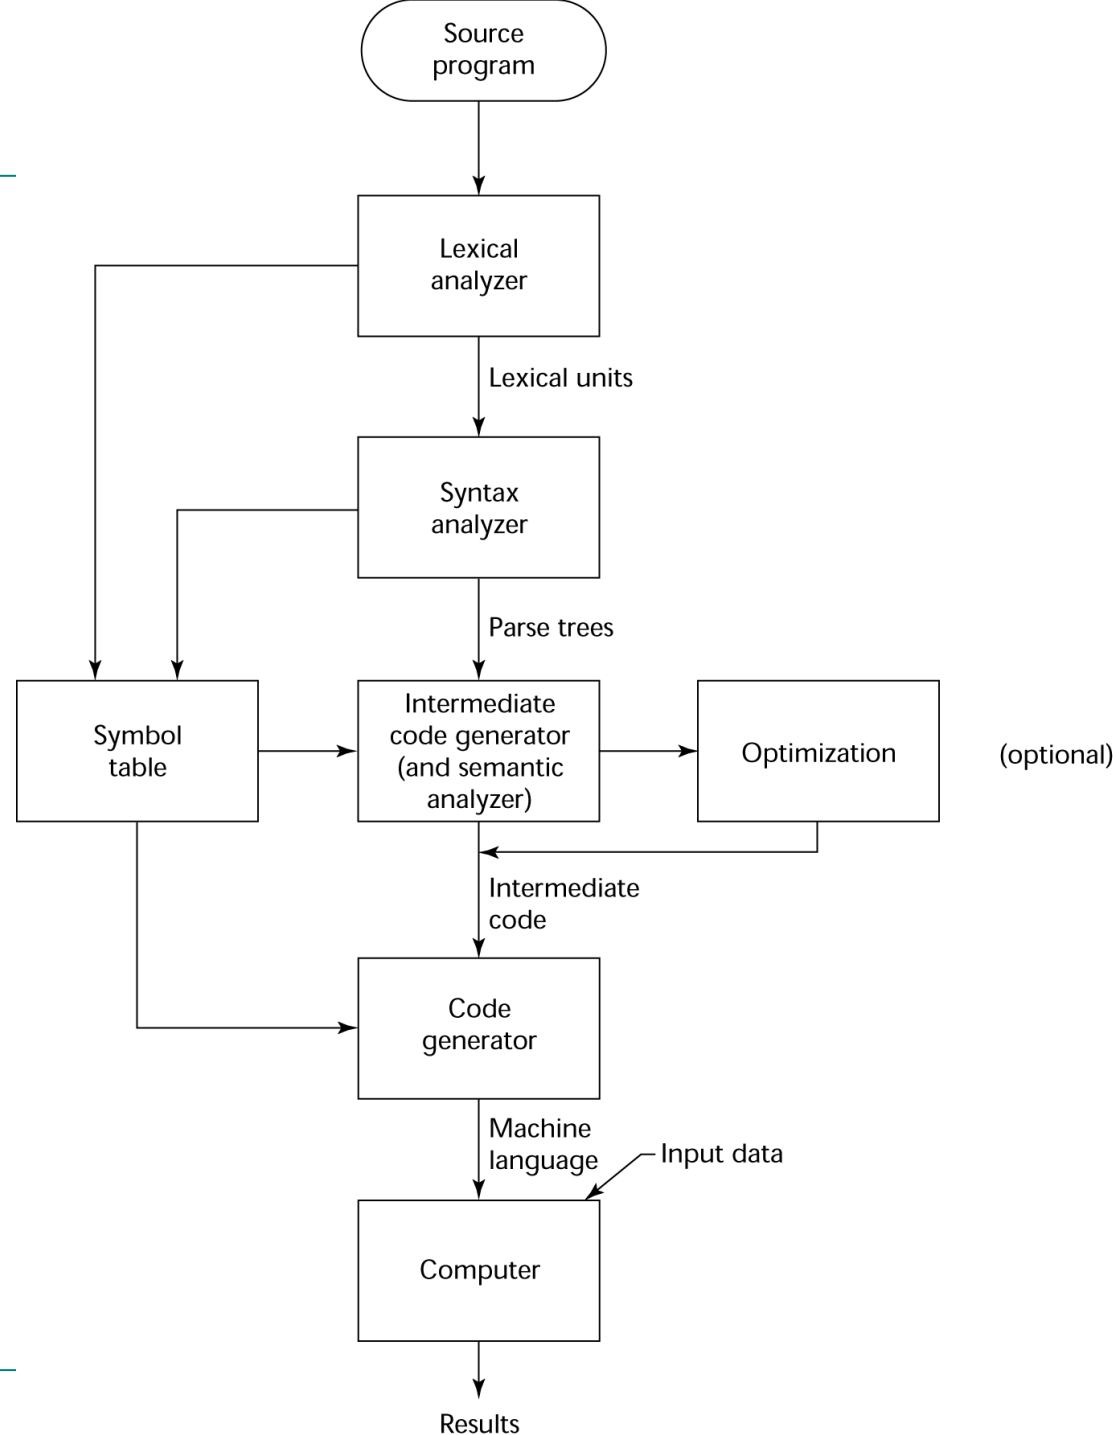 Source
program
Lexical
analyzer
Lexical units
Syntax
analyzer
Parse trees
Symbol
table
Intermediate
code generator
(and semantic
analyzer)
Optimization
(optional)
Intermediate
code
Code
generator
Machine
language
Input data
Computer
Results